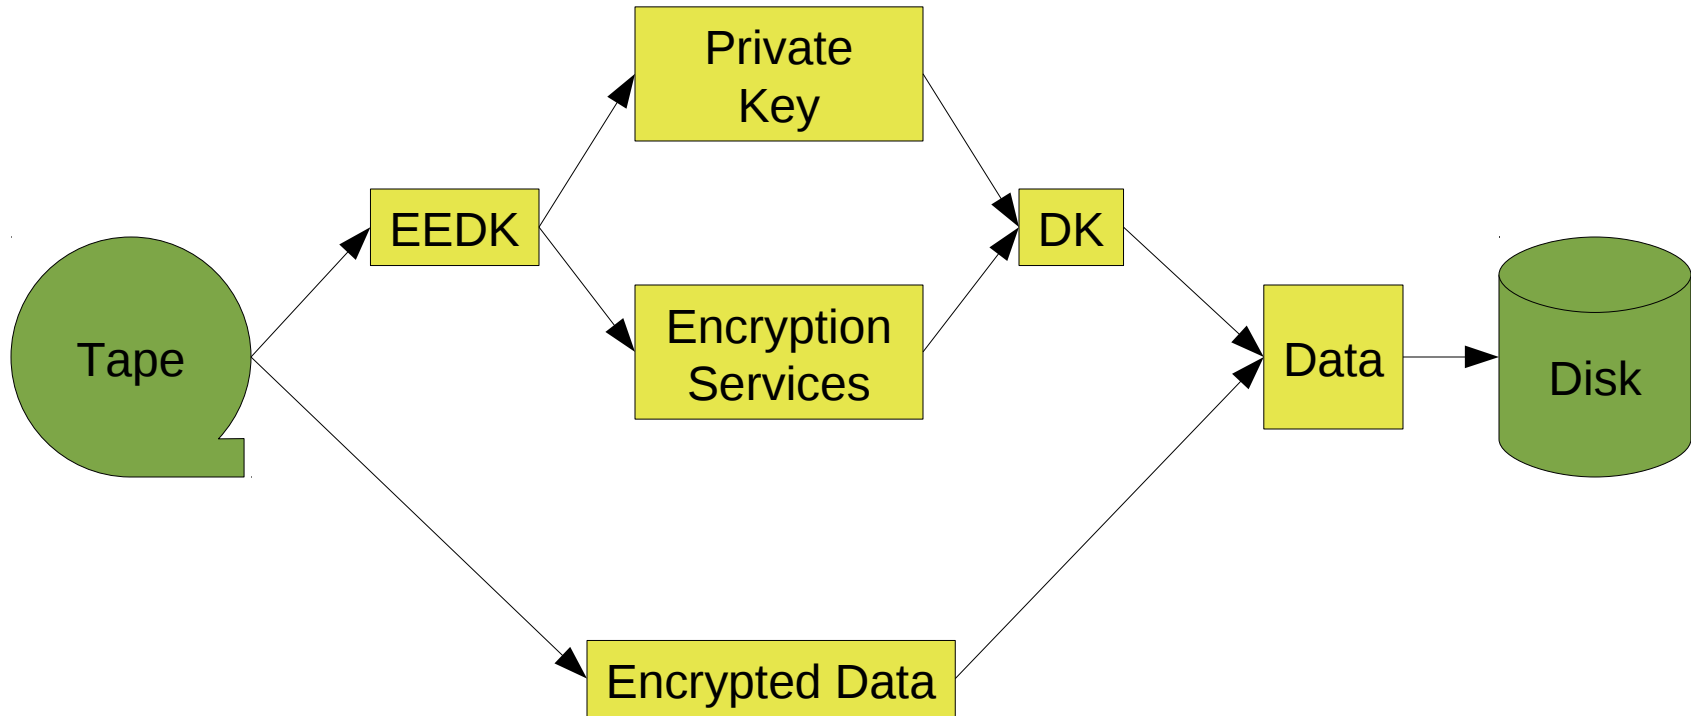 Private
Key
EEDK
DK
Encryption
Services
Tape
Data
Disk
Encrypted Data